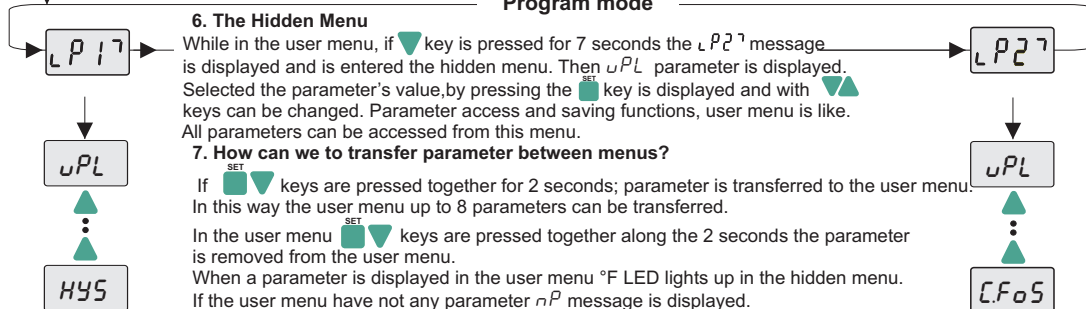 Program mode
6. The Hidden Menu
While in the user menu, if key is pressed for 7 seconds the ιP2٦ message
is displayed and is entered the hidden menu. Then uPL parameter is displayed.
Selected the parameter's value,by pressing the SET key is displayed and with
keys can be changed. Parameter access and saving functions, user menu is like.
All parameters can be accessed from this menu.
7. How can we to transfer parameter between menus?
If SET keys are pressed together for 2 seconds; parameter is transferred to the user menu.
In this way the user menu up to 8 parameters can be transferred.
In the user menu SET keys are pressed together along the 2 seconds the parameter
is removed from the user menu.
When a parameter is displayed in the user menu °F LED lights up in the hidden menu.
If the user menu have not any parameter nP message is displayed.
ιP1٦
uPL
HYS
ιP2٦
uPL
C.FoS